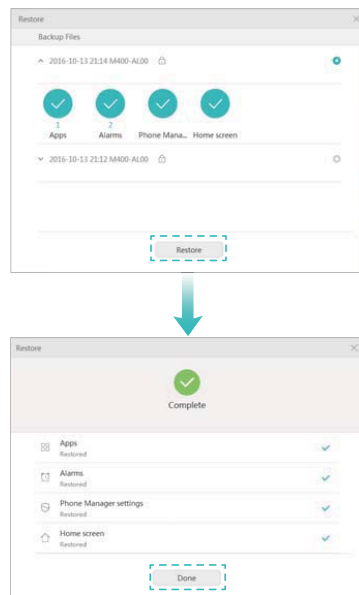 Restore
Backup Files
2016-10-13 21:14 M400-AL00
1 2
Apps Alarms Phone Mana... Home screen
2016-10-13 21:12 M400-AL00
Restore
Restore
Complete
Apps
Restored
Alarms
Restored
Phone Manager settings
Restored
Home screen
Restored
Done